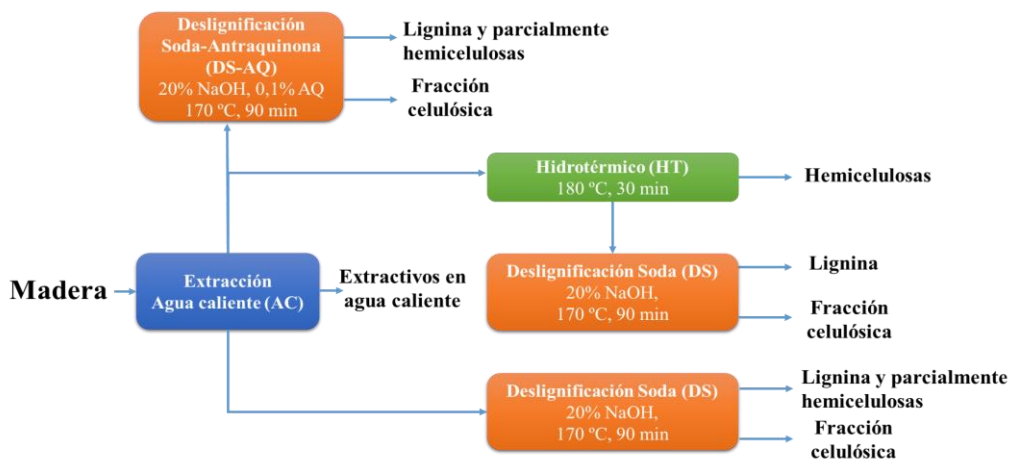 Deslignificación
Soda-Antraquinona
(DS-AQ)
20% NaOH, 0,1% AQ
170 ºC, 90 min
Lignina y parcialmente
hemicelulosas
Fracción
celulósica
Hidrotérmico (HT)
180 ºC, 30 min
Hemicelulosas
Madera
Extracción
Agua caliente (AC)
Extractivos en
agua caliente
Deslignificación Soda (DS)
20% NaOH,
170 ºC, 90 min
Lignina
Fracción
celulósica
Deslignificación Soda (DS)
20% NaOH,
170 ºC, 90 min
Lignina y parcialmente
hemicelulosas
Fracción
celulósica